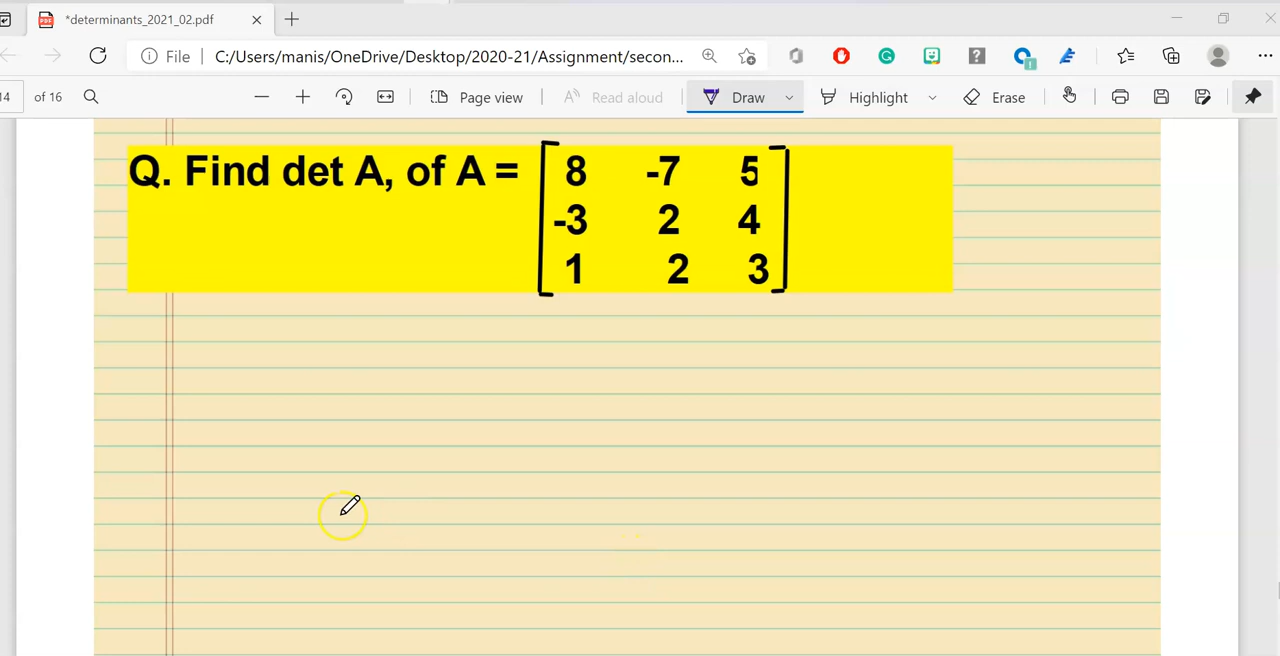 *determinants_2021_02.pdf
File C:/Users/manis/OneDrive/Desktop/2020-21/Assignment/secon...
14 of 16 Page view Read aloud Draw Highlight Erase
Q. Find det A, of A = 8 -7 5
-3 2 4
1 2 3